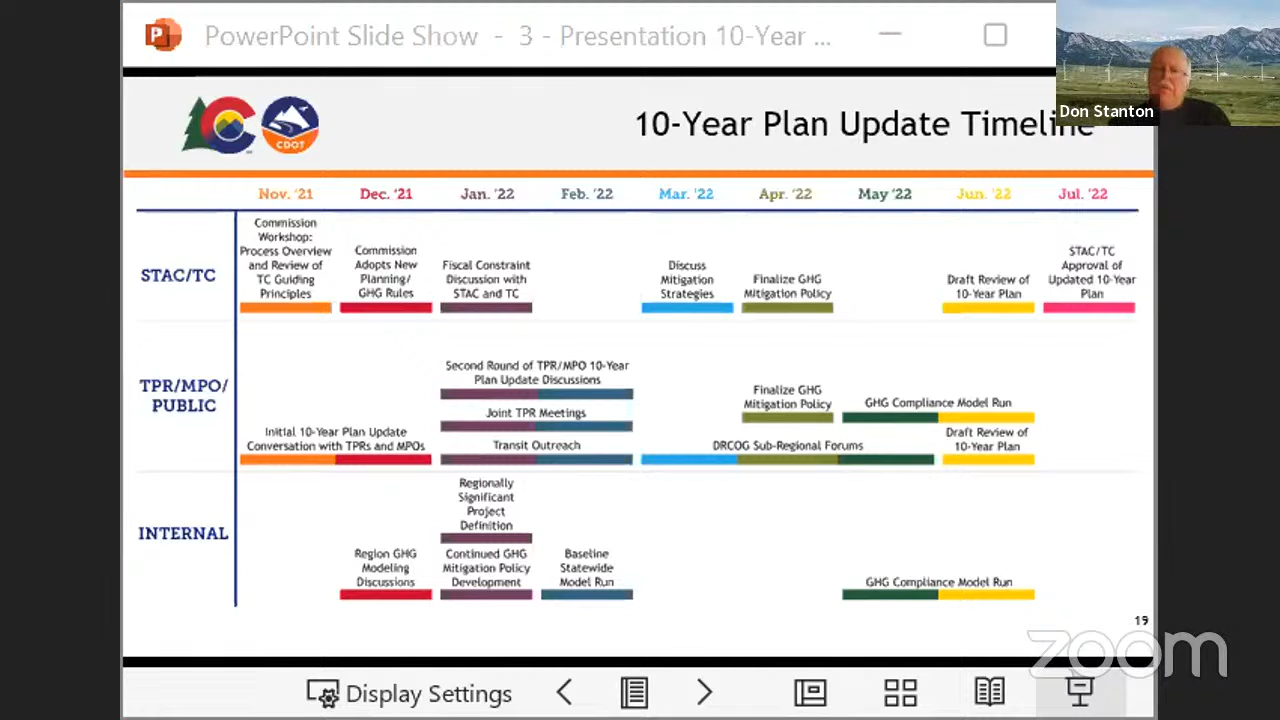 PowerPoint Slide Show - 3 - Presentation 10-Year ...
Don Stanton
CDOT
10-Year Plan Update Timeline
Nov. '21
Dec. '21
Jan. '22
Feb. '22
Mar. '22
Apr. '22
May '22
Jun. '22
Jul. '22
STAC/TC
Commission
Workshop:
Process Overview
and Review of
TC Guiding
Principles
Commission
Adopts New
Planning/
GHG Rules
Fiscal Constraint
Discussion with
STAC and TC
Discuss
Mitigation
Strategies
Finalize GHG
Mitigation Policy
Draft Review of
10-Year Plan
STAC/TC
Approval of
Updated 10-Year
Plan
TPR/MPO/
PUBLIC
Second Round of TPR/MPO 10-Year
Plan Update Discussions
Joint TPR Meetings
Initial 10-Year Plan Update
Conversation with TPRs and MPOs
Transit Outreach
Finalize GHG
Mitigation Policy
GHG Compliance Model Run
DRCOG Sub-Regional Forums
Draft Review of
10-Year Plan
INTERNAL
Regionally
Significant
Project
Definition
Region GHG
Modeling
Discussions
Continued GHG
Mitigation Policy
Development
Baseline
Statewide
Model Run
GHG Compliance Model Run
19
zoom
Display Settings